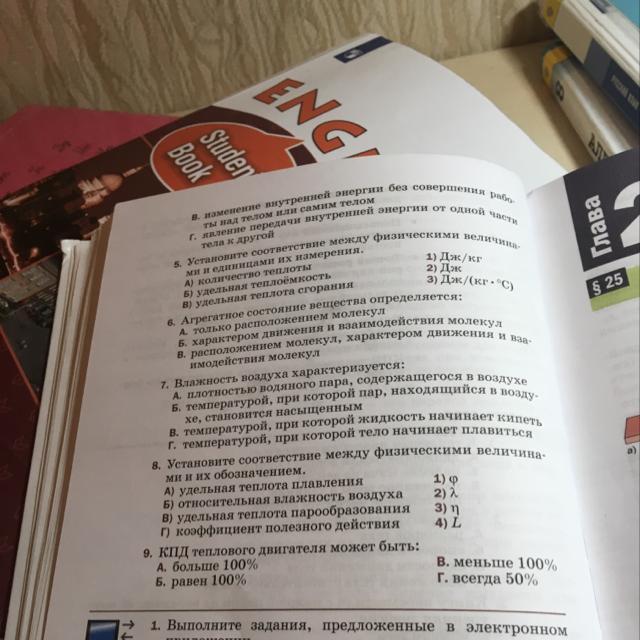 ENGL
Student
Book
В. изменение внутренней энергии без совершения рабо-
ты над телом или самим телом
Г. явление передачи внутренней энергии от одной части
тела к другой
5. Установите соответствие между физическими величина-
ми и единицами их измерения.
А) количество теплоты 1) Дж/кг
Б) удельная теплоёмкость 2) Дж
В) удельная теплота сгорания 3) Дж/(кг · °С)
6. Агрегатное состояние вещества определяется:
А. только расположением молекул
Б. характером движения и взаимодействия молекул
В. расположением молекул, характером движения и вза-
имодействия молекул
7. Влажность воздуха характеризуется:
А. плотностью водяного пара, содержащегося в воздухе
Б. температурой, при которой пар, находящийся в возду-
хе, становится насыщенным
В. температурой, при которой жидкость начинает кипеть
Г. температурой, при которой тело начинает плавиться
8. Установите соответствие между физическими величина-
ми и их обозначением.
А) удельная теплота плавления 1) φ
Б) относительная влажность воздуха 2) λ
В) удельная теплота парообразования 3) η
Г) коэффициент полезного действия 4) L
9. КПД теплового двигателя может быть:
А. больше 100% В. меньше 100%
Б. равен 100% Г. всегда 50%
1. Выполните задания, предложенные в электронном
Глава
2
§ 25
а)
8